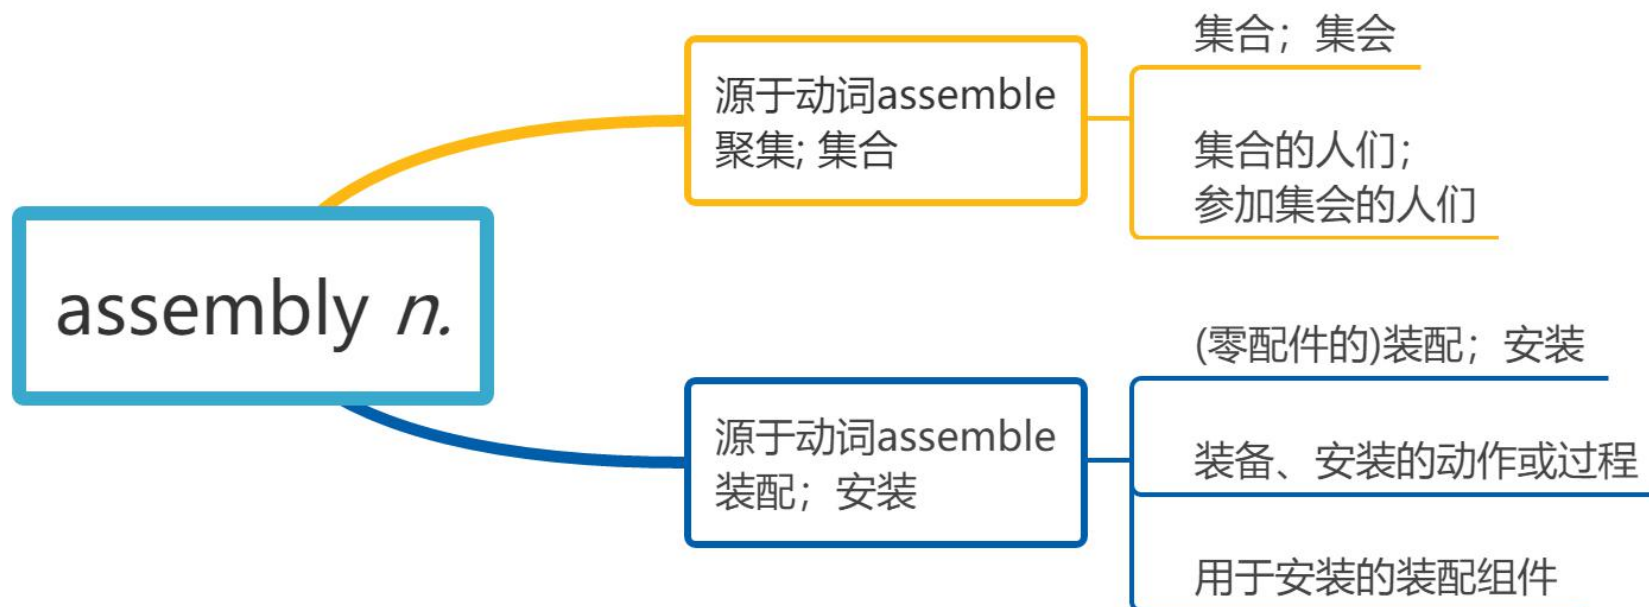 assembly n.
源于动词assemble
聚集; 集合
集合；集会
集合的人们；
参加集会的人们
源于动词assemble
装配；安装
(零配件的)装配；安装
装备、安装的动作或过程
用于安装的装配组件